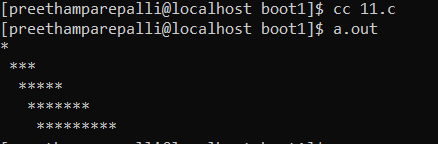 [preethamparepalli@localhost boot1]$ cc 11.c
[preethamparepalli@localhost boot1]$ a.out
*
 ***
  *****
   *******
    *********